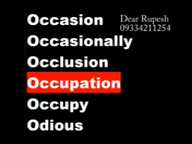 Occasion
Dear Rupesh
09334211254
Occasionally
Occlusion
Occupation
Occupy
Odious